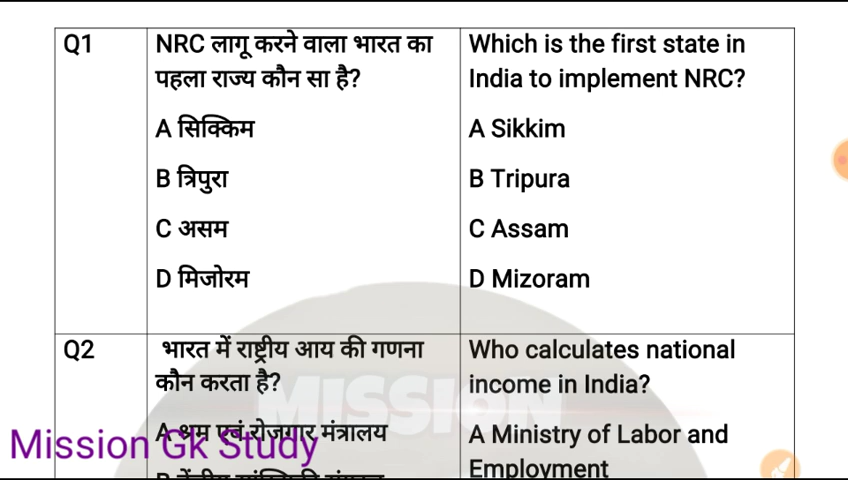 Q1
NRC लागू करने वाला भारत का
पहला राज्य कौन सा है?
A सिक्किम
B त्रिपुरा
C असम
D मिजोरम
Which is the first state in
India to implement NRC?
A Sikkim
B Tripura
C Assam
D Mizoram
Q2
भारत में राष्ट्रीय आय की गणना
कौन करता है?
A श्रम एवं रोजगार मंत्रालय
Who calculates national
income in India?
A Ministry of Labor and
Employment
MISSION
Mission Gk Study